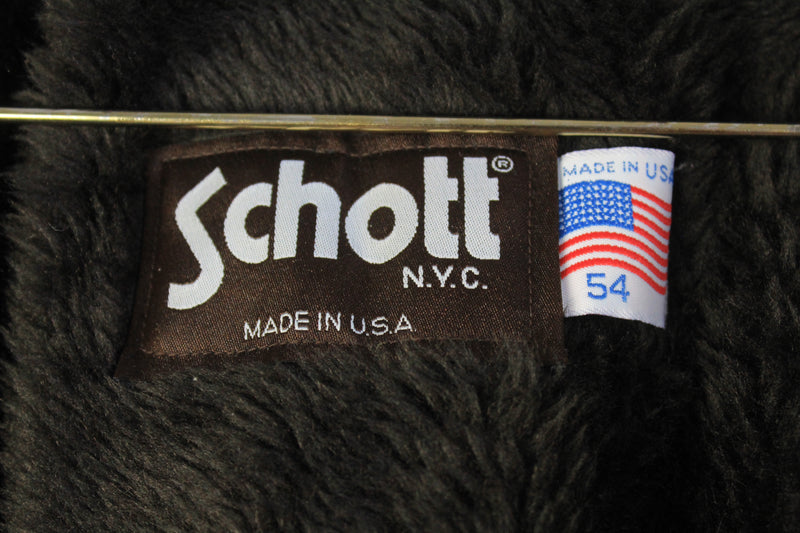 Schott®
N.Y.C.
MADE IN U.S.A
MADE IN USA
54